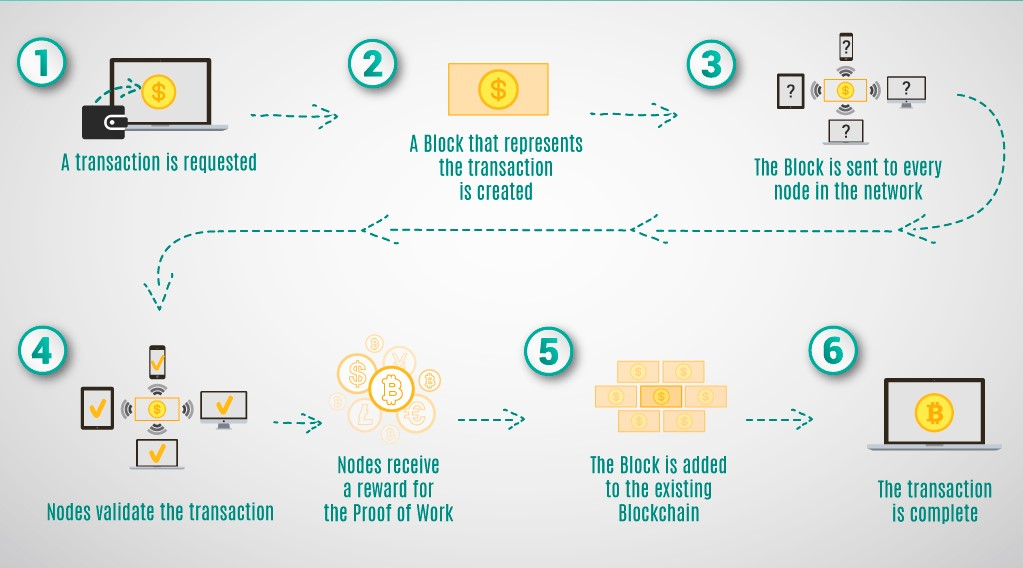 1
A transaction is requested
2
A Block that represents
the transaction
is created
3
The Block is sent to every
node in the network
4
Nodes validate the transaction
Nodes receive
a reward for
the Proof of Work
5
The Block is added
to the existing
Blockchain
6
The transaction
is complete